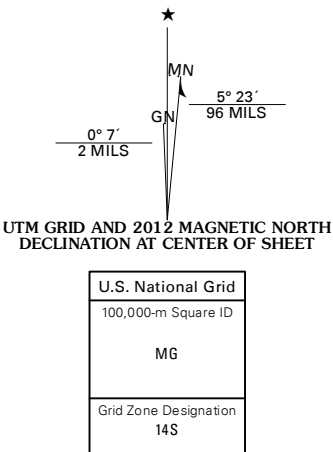 ★
MN
GN
5° 23´
96 MILS
0° 7´
2 MILS
UTM GRID AND 2012 MAGNETIC NORTH
DECLINATION AT CENTER OF SHEET
U.S. National Grid
100,000-m Square ID
MG
Grid Zone Designation
14S